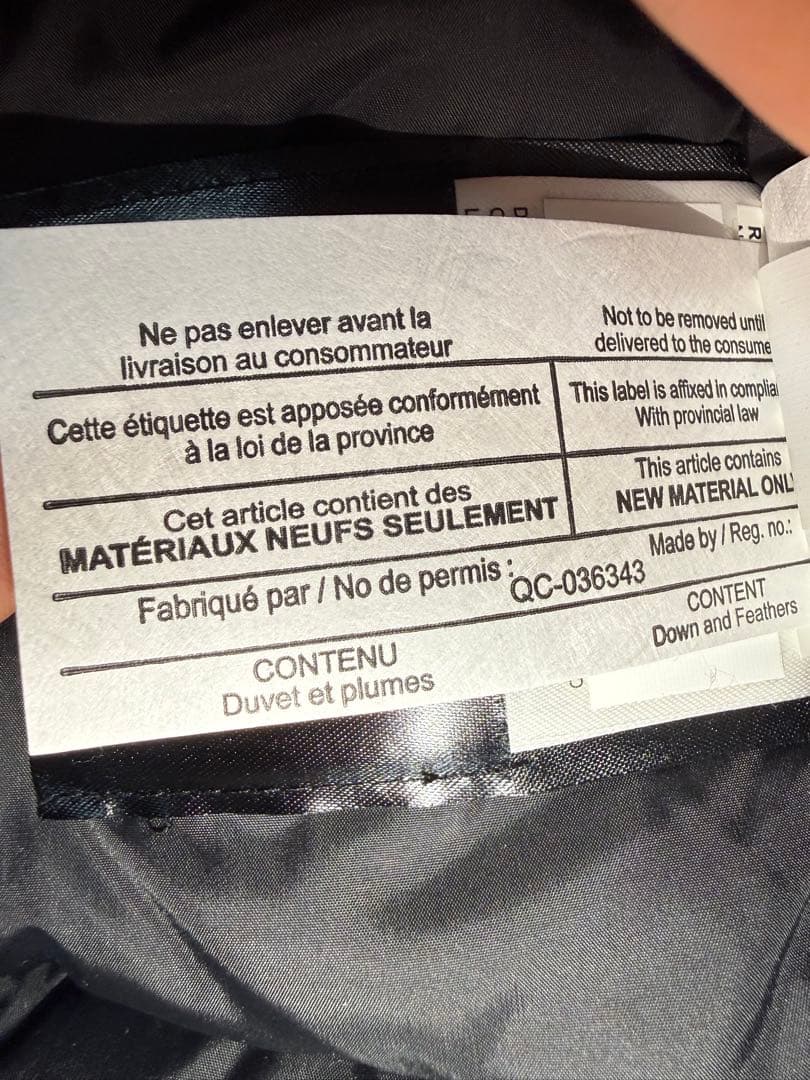 Ne pas enlever avant la
livraison au consommateur
Not to be removed until
delivered to the consume
Cette étiquette est apposée conformément
à la loi de la province
This label is affixed in complia
With provincial law
Cet article contient des
MATÉRIAUX NEUFS SEULEMENT
This article contains
NEW MATERIAL ONL
Fabriqué par / No de permis :
QC-036343
Made by / Reg. no.:
CONTENU
Duvet et plumes
CONTENT
Down and Feathers